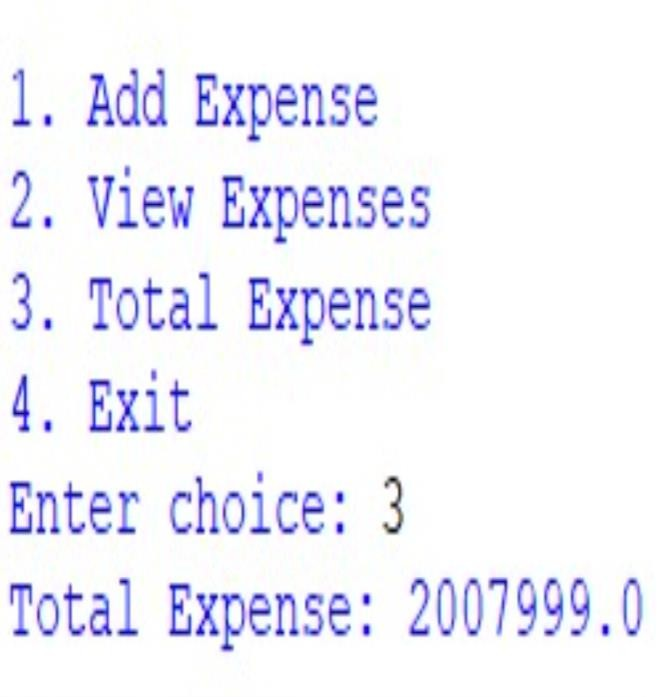 1. Add Expense
2. View Expenses
3. Total Expense
4. Exit
Enter choice: 3
Total Expense: 2007999.0